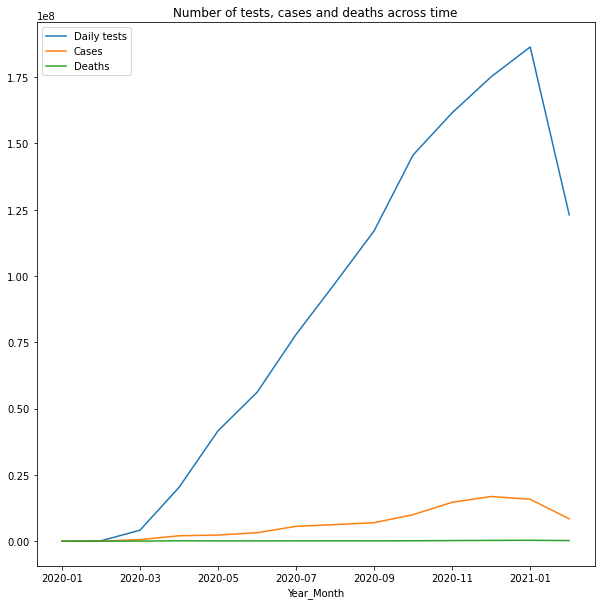 Number of tests, cases and deaths across time
1e8
Daily tests
Cases
Deaths
1.75
1.50
1.25
1.00
0.75
0.50
0.25
0.00
2020-01 2020-03 2020-05 2020-07 2020-09 2020-11 2021-01
Year_Month